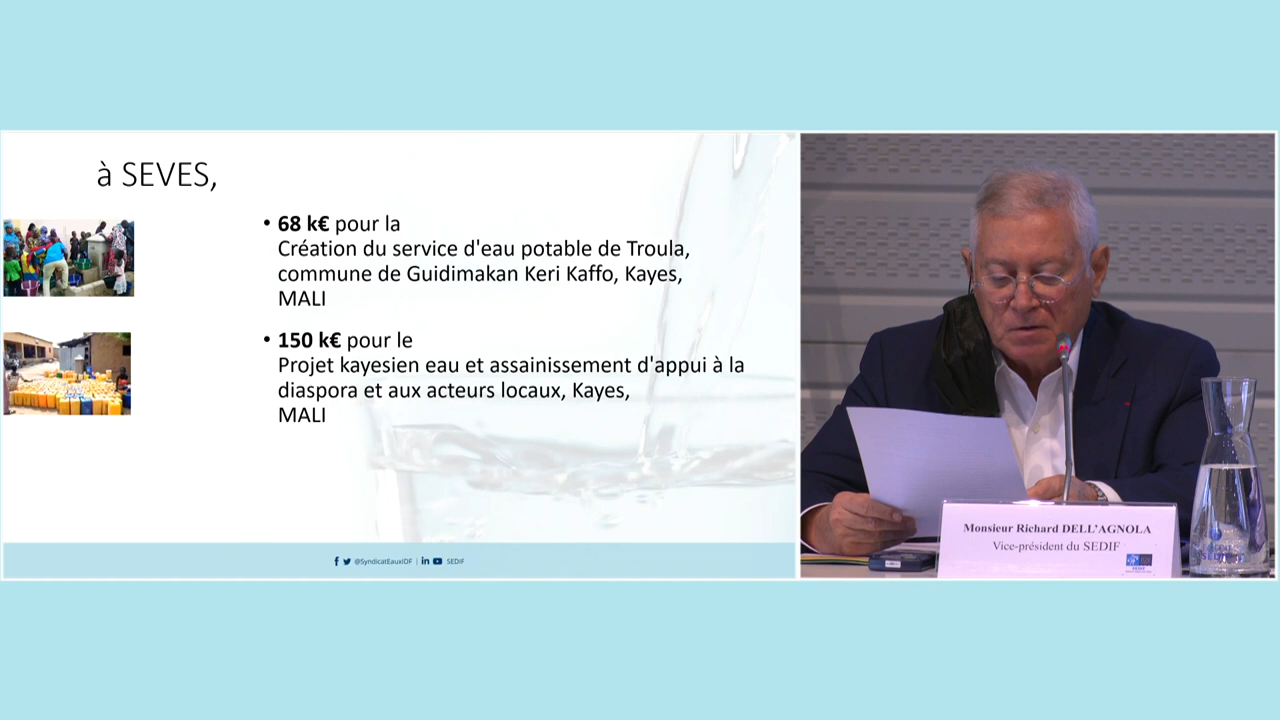 à SEVES,
• 68 k€ pour la
Création du service d'eau potable de Troula,
commune de Guidimakan Keri Kaffo, Kayes,
MALI
• 150 k€ pour le
Projet kayesien eau et assainissement d'appui à la
diaspora et aux acteurs locaux, Kayes,
MALI
@SyndicatEauxIDF | SEDIF
Monsieur Richard DELL'AGNOLA
Vice-président du SEDIF